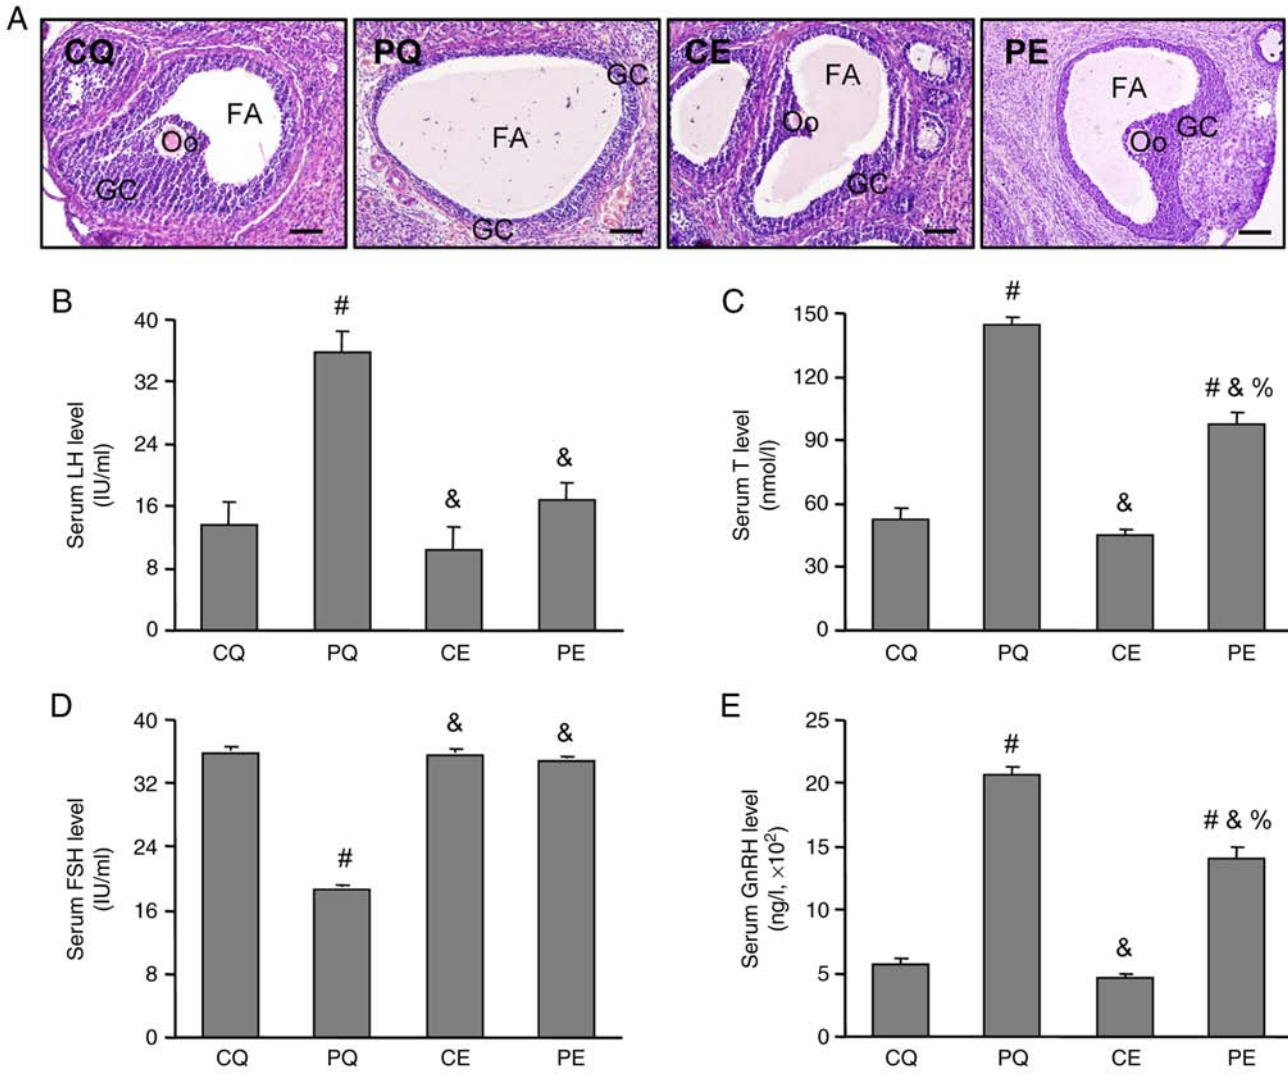 A
CQ
FA
Oo
GC
PQ
GC
FA
GC
CE
FA
Oo
GC
PE
FA
Oo
GC
B
Serum LH level
(IU/ml)
40
32
24
16
8
0
#
&
&
CQ PQ CE PE
C
Serum T level
(nmol/l)
150
120
90
60
30
0
#
&
# & %
CQ PQ CE PE
D
Serum FSH level
(IU/ml)
40
32
24
16
8
0
#
&
&
CQ PQ CE PE
E
Serum GnRH level
(ng/l, ×10²)
25
20
15
10
5
0
#
&
# & %
CQ PQ CE PE